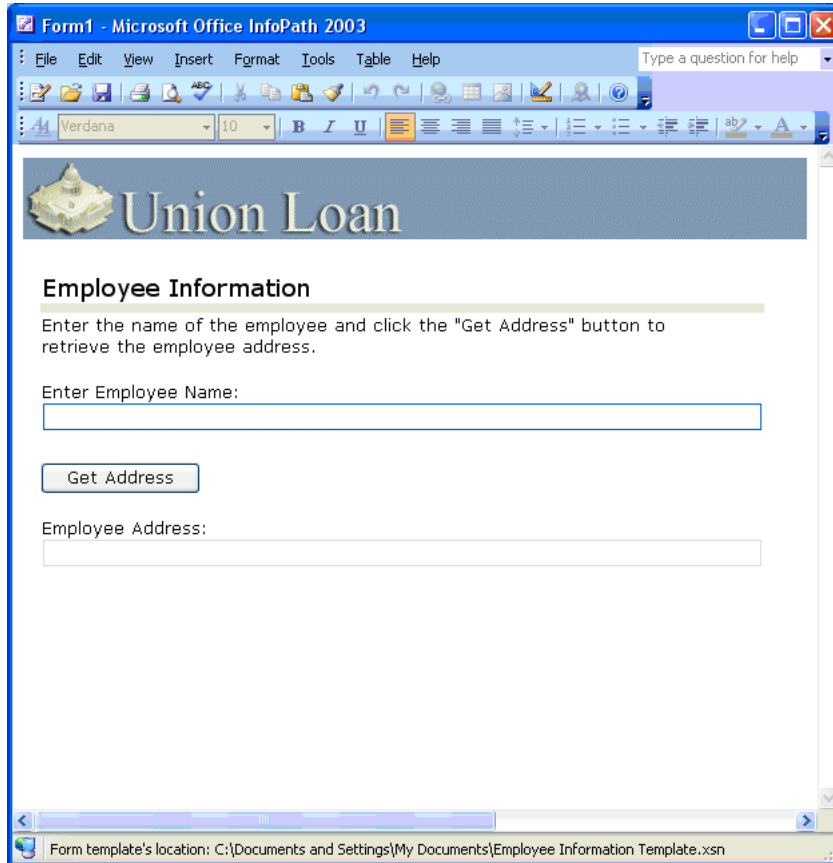 Form1 - Microsoft Office InfoPath 2003
File Edit View Insert Format Tools Table Help Type a question for help
ABC
A4 Verdana 10 B I U ab A
Union Loan
Employee Information
Enter the name of the employee and click the "Get Address" button to
retrieve the employee address.
Enter Employee Name:
Get Address
Employee Address:
Form template's location: C:\Documents and Settings\My Documents\Employee Information Template.xsn